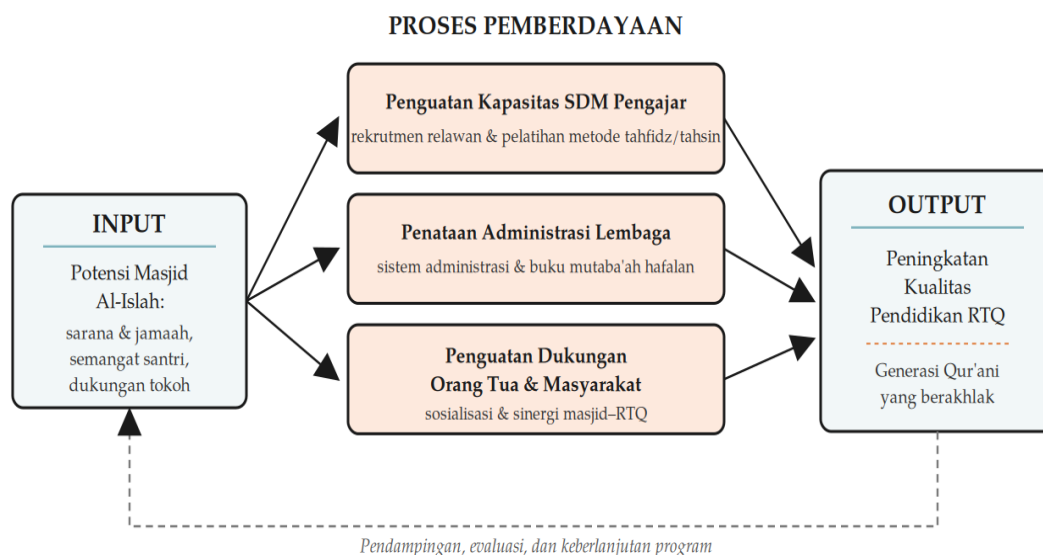 PROSES PEMBERDAYAAN
INPUT
Potensi Masjid
Al-Islah:
sarana & jamaah,
semangat santri,
dukungan tokoh
Penguatan Kapasitas SDM Pengajar
rekrutmen relawan & pelatihan metode tahfidz/tahsin
Penataan Administrasi Lembaga
sistem administrasi & buku mutaba'ah hafalan
Penguatan Dukungan
Orang Tua & Masyarakat
sosialisasi & sinergi masjid–RTQ
OUTPUT
Peningkatan
Kualitas
Pendidikan RTQ
Generasi Qur'ani
yang berakhlak
Pendampingan, evaluasi, dan keberlanjutan program